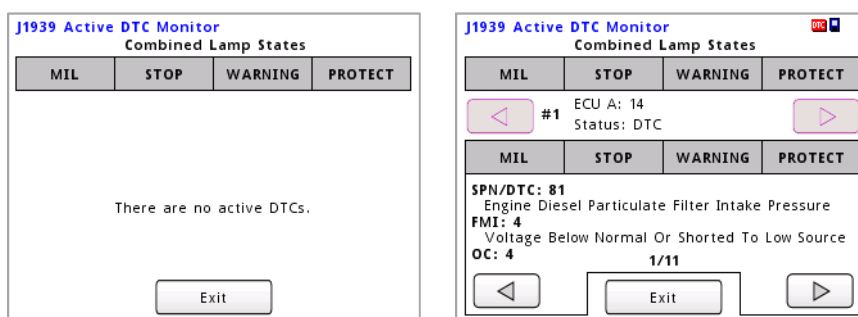 J1939 Active DTC Monitor
Combined Lamp States
MIL STOP WARNING PROTECT
There are no active DTCs.
Exit
J1939 Active DTC Monitor
DTC
Combined Lamp States
MIL STOP WARNING PROTECT
#1
ECU A: 14
Status: DTC
MIL STOP WARNING PROTECT
SPN/DTC: 81
Engine Diesel Particulate Filter Intake Pressure
FMI: 4
Voltage Below Normal Or Shorted To Low Source
OC: 4
1/11
Exit